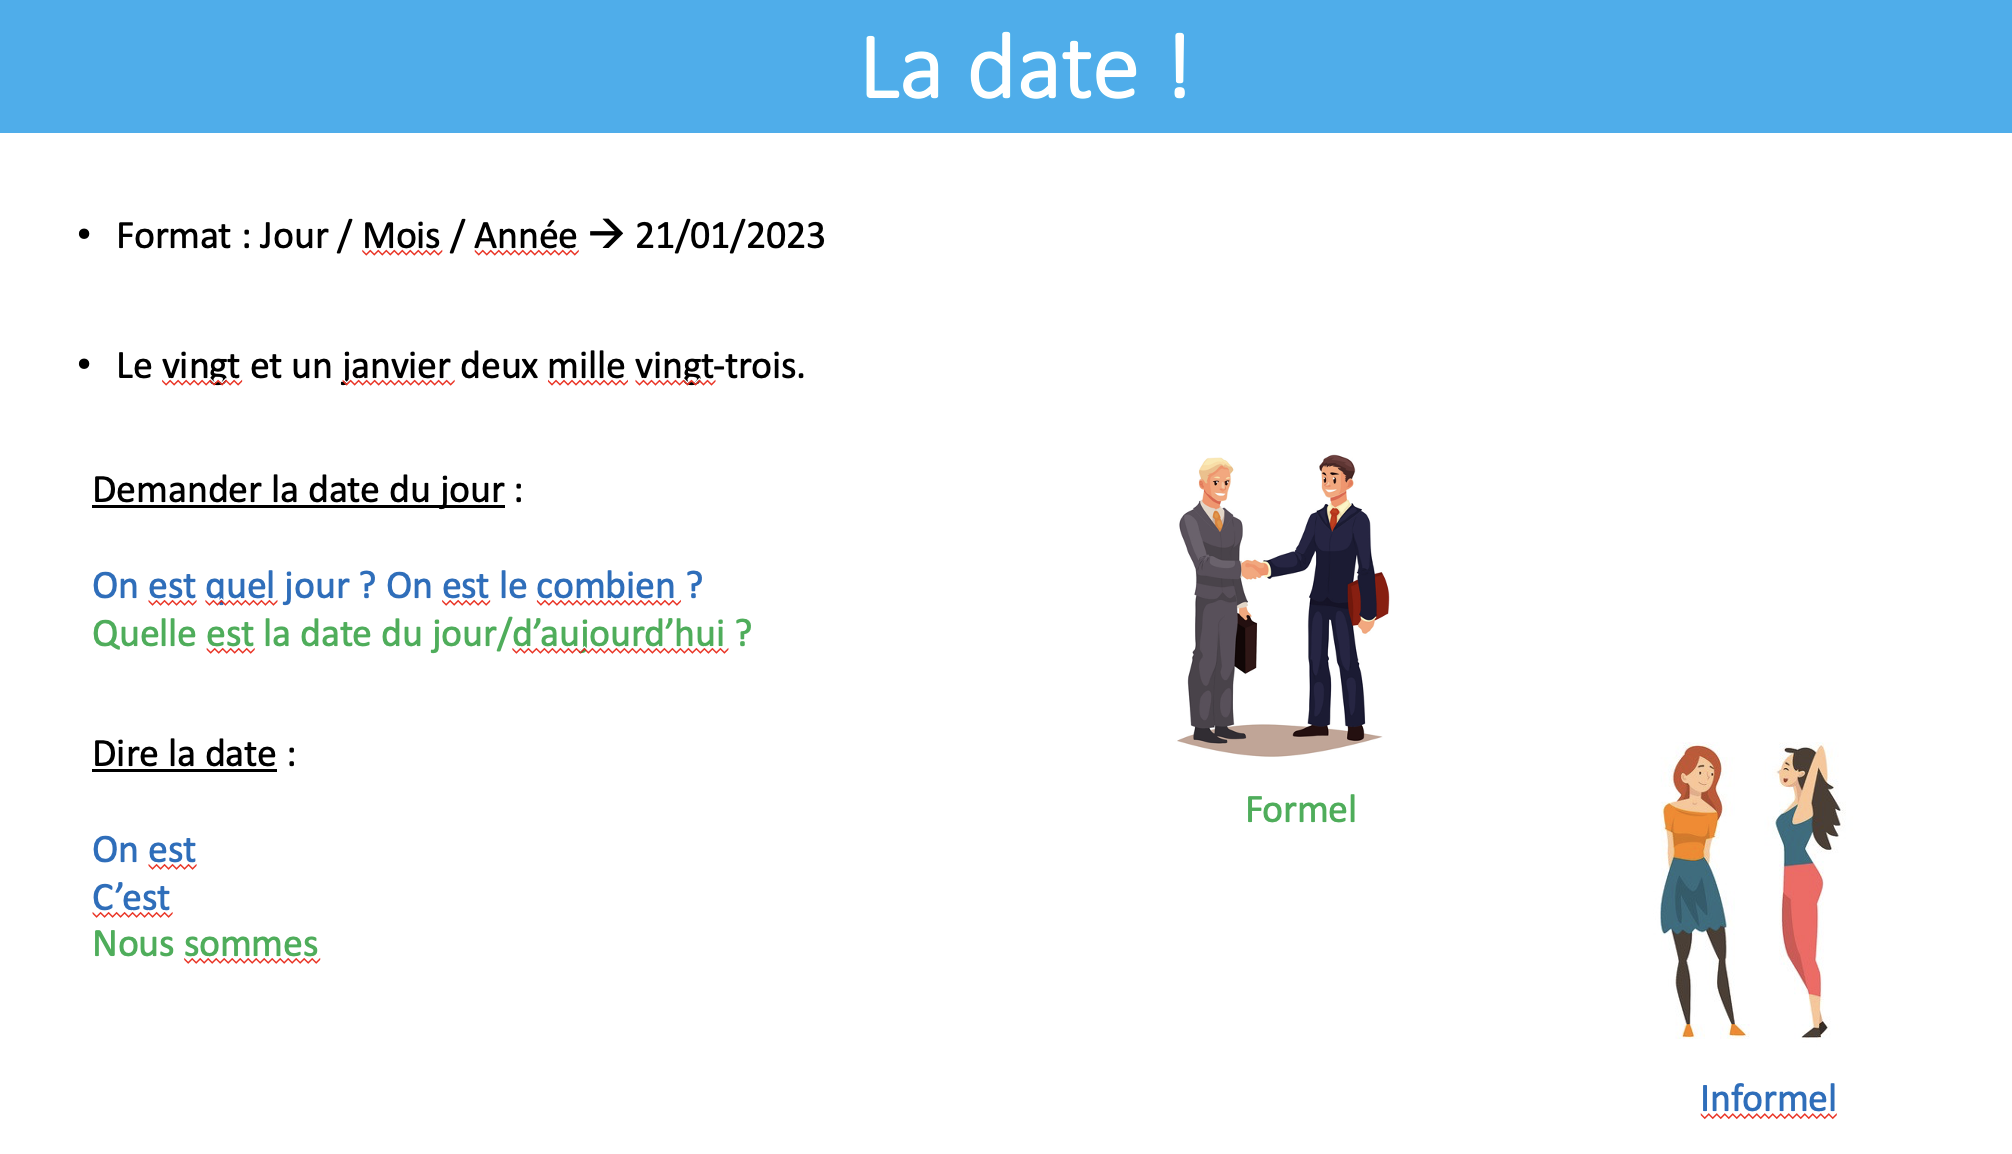 La date !
• Format : Jour / Mois / Année → 21/01/2023
• Le vingt et un janvier deux mille vingt-trois.
Demander la date du jour :
On est quel jour ? On est le combien ?
Quelle est la date du jour/d’aujourd’hui ?
Dire la date :
On est
C’est
Nous sommes
Formel
Informel